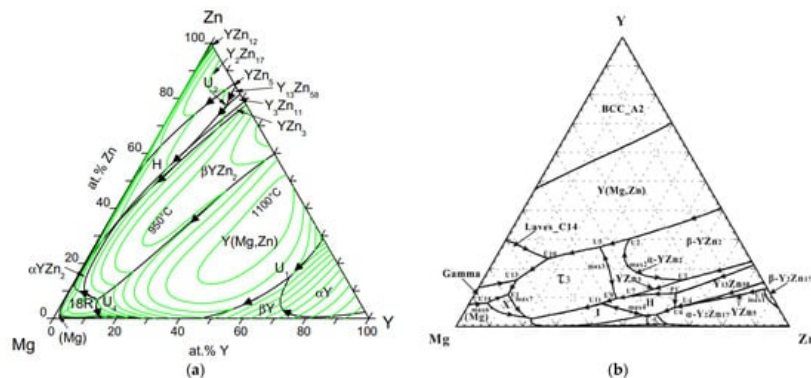 Zn
100
YZn12
Y2Zn17
YZn5
U
Y13Zn58
Y3Zn11
YZn3
80
60
40
20
0
at.% Zn
H
βYZn2
950°C
1100°C
Y(Mg,Zn)
αYZn2
18R
U4
U
αY
βY
(Mg)
Mg
0
20
40
60
80
100
Y
at.% Y
(a)
Y
BCC_A2
Y(Mg,Zn)
Laves_C14
β-YZn2
α-YZn2
τ3
YZn3
Gamma
β-Y2Zn17
Y13Zn58
X
H
I
(Mg)
α-Y2Zn17
YZn5
Mg
Zn
(b)